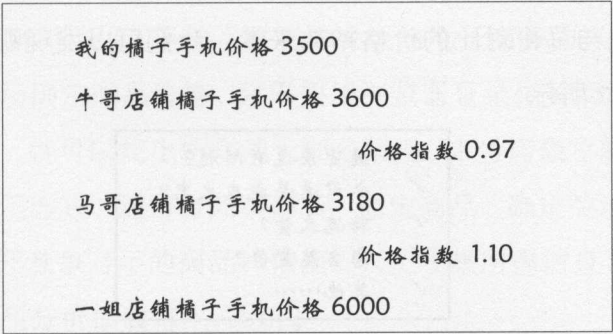 我的橘子手机价格 3500
牛哥店铺橘子手机价格 3600
价格指数 0.97
马哥店铺橘子手机价格 3180
价格指数 1.10
一姐店铺橘子手机价格 6000